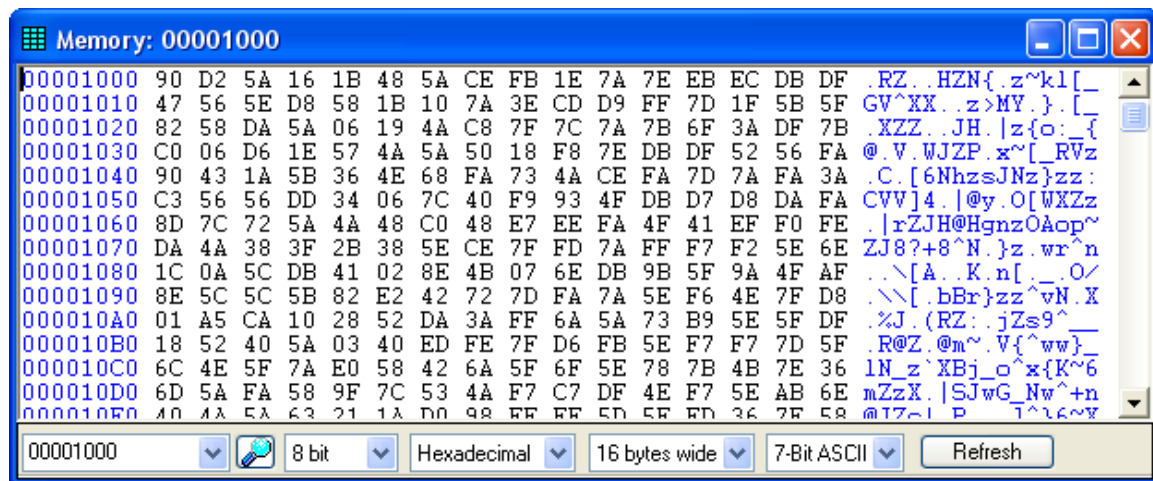 Memory: 00001000
00001000 90 D2 5A 16 1B 48 5A CE FB 1E 7A 7E EB EC DB DF .RZ..HZN{.z~kl[_
00001010 47 56 5E D8 58 1B 10 7A 3E CD D9 FF 7D 1F 5B 5F GV^XX..z>MY.}.[_
00001020 82 58 DA 5A 06 19 4A C8 7F 7C 7A 7B 6F 3A DF 7B .XZZ..JH.|z{o:_{
00001030 C0 06 D6 1E 57 4A 5A 50 18 F8 7E DB DF 52 56 FA @.V.WJZP.x~[_RVz
00001040 90 43 1A 5B 36 4E 68 FA 73 4A CE FA 7D 7A FA 3A .C.[6NhzsJNz}zz:
00001050 C3 56 56 DD 34 06 7C 40 F9 93 4F DB D7 D8 DA FA CVV]4.|@y.O[WXZz
00001060 8D 7C 72 5A 4A 48 C0 48 E7 EE FA 4F 41 EF F0 FE .|rZJH@HgnzOAop~
00001070 DA 4A 38 3F 2B 38 5E CE 7F FD 7A FF F7 F2 5E 6E ZJ8?+8^N.}z.wr^n
00001080 1C 0A 5C DB 41 02 8E 4B 07 6E DB 9B 5F 9A 4F AF ..\[A..K.n[._.O/
00001090 8E 5C 5C 5B 82 E2 42 72 7D FA 7A 5E F6 4E 7F D8 .\\[.bBr}zz^vN.X
000010A0 01 A5 CA 10 28 52 DA 3A FF 6A 5A 73 B9 5E 5F DF .%J.(RZ:.jZs9^__
000010B0 18 52 40 5A 03 40 ED FE 7F D6 FB 5E F7 F7 7D 5F .R@Z.@m~.V{^ww}_
000010C0 6C 4E 5F 7A E0 58 42 6A 5F 6F 5E 78 7B 4B 7E 36 lN_z`XBj_o^x{K~6
000010D0 6D 5A FA 58 9F 7C 53 4A F7 C7 DF 4E F7 5E AB 6E mZzX.|SJwG_Nw^+n
00001000 8 bit Hexadecimal 16 bytes wide 7-Bit ASCII Refresh